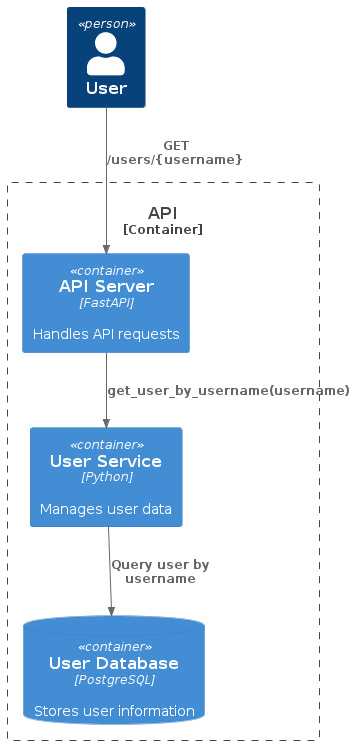 «person»
User
GET
/users/{username}
API
[Container]
«container»
API Server
[FastAPI]
Handles API requests
get_user_by_username(username)
«container»
User Service
[Python]
Manages user data
Query user by
username
«container»
User Database
[PostgreSQL]
Stores user information